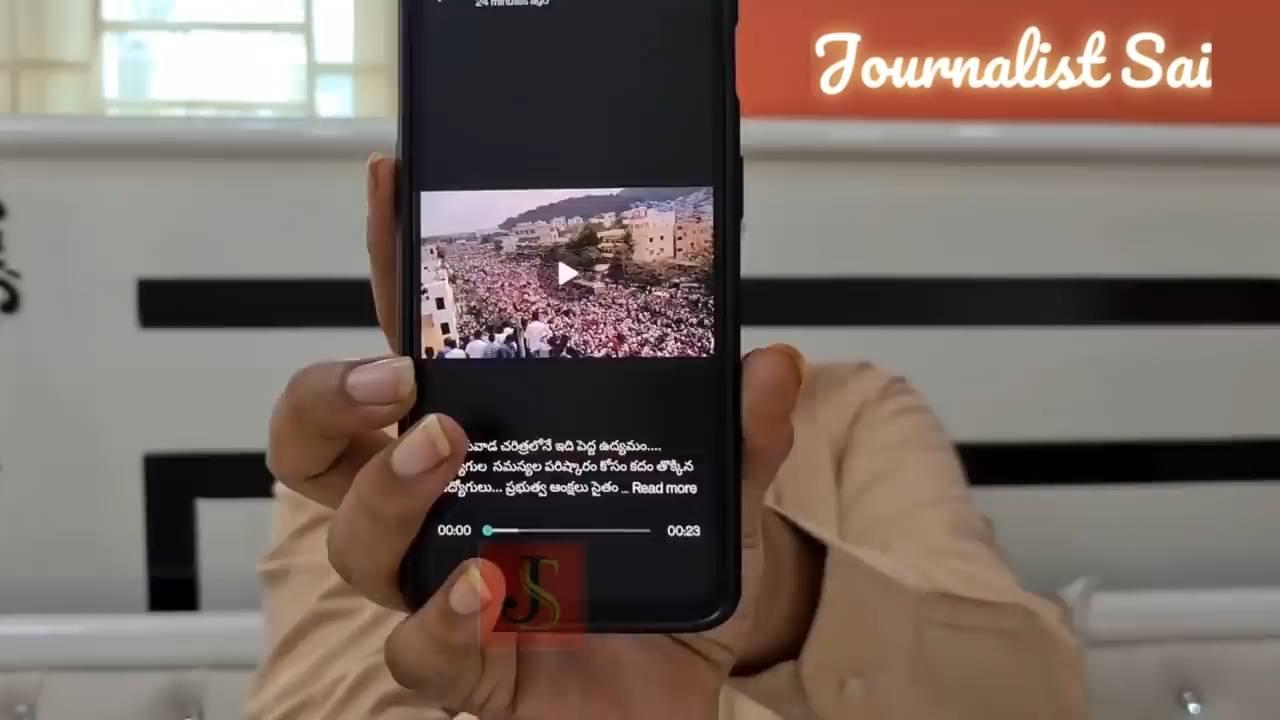 24 minutes ago
Journalist Sai
చరిత్రలోనే ఇది పెద్ద ఉద్యమం....
సమస్యల పరిష్కారం కోసం కదం తొక్కిన
ప్రభుత్వ ఆంక్షలు సైతం ... Read more
00:00
00:23
JS